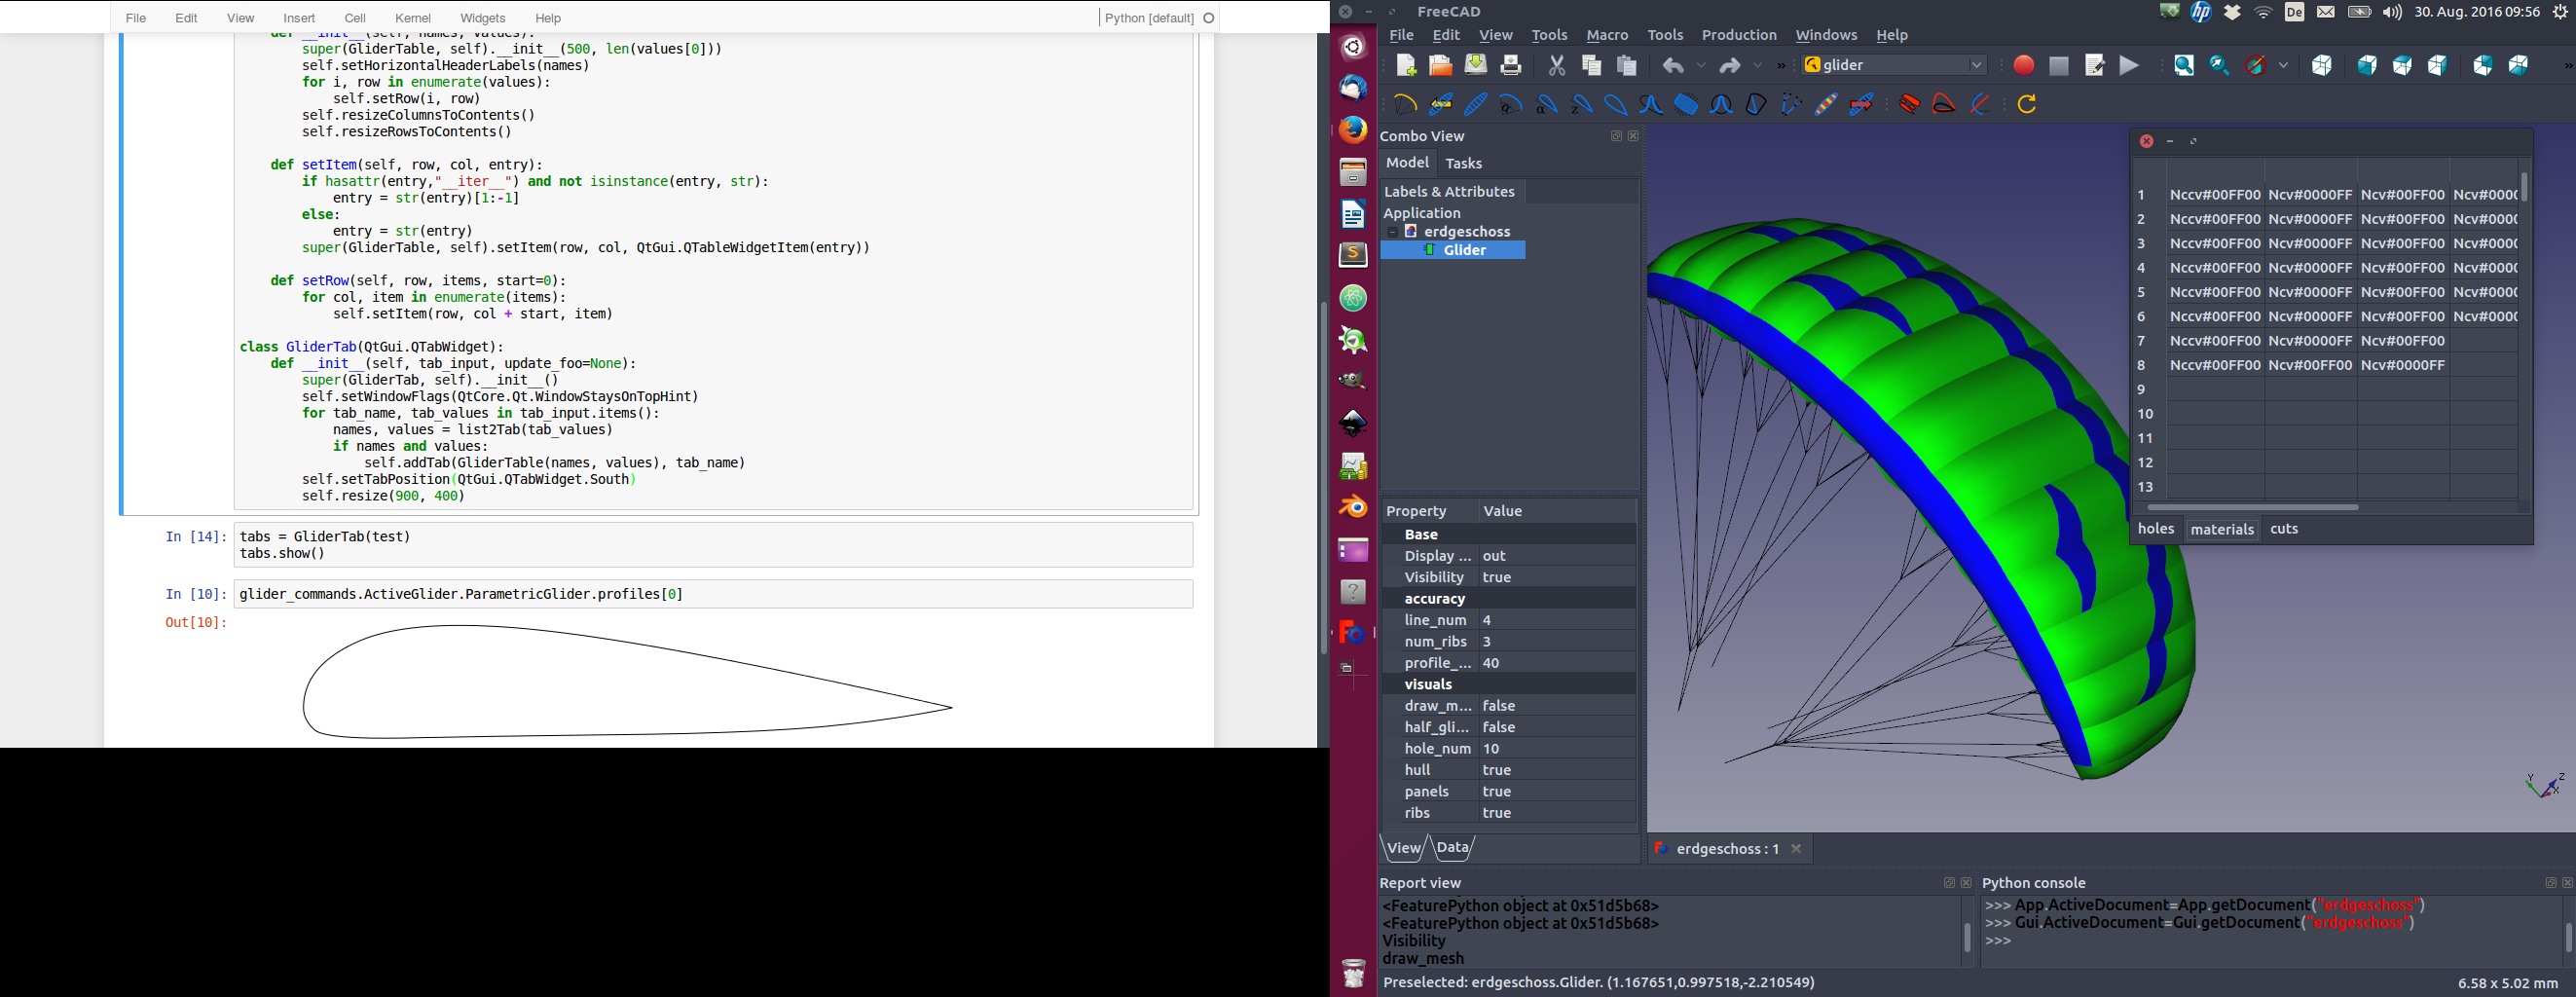 File Edit View Insert Cell Kernel Widgets Help Python [default]
def __init__(self, names, values):
super(GliderTable, self).__init__(500, len(values[0]))
self.setHorizontalHeaderLabels(names)
for i, row in enumerate(values):
self.setRow(i, row)
self.resizeColumnsToContents()
self.resizeRowsToContents()
def setItem(self, row, col, entry):
if hasattr(entry,"__iter__") and not isinstance(entry, str):
entry = str(entry)[1:-1]
else:
entry = str(entry)
super(GliderTable, self).setItem(row, col, QtGui.QTableWidgetItem(entry))
def setRow(self, row, items, start=0):
for col, item in enumerate(items):
self.setItem(row, col + start, item)
class GliderTab(QtGui.QTabWidget):
def __init__(self, tab_input, update_foo=None):
super(GliderTab, self).__init__()
self.setWindowFlags(QtCore.Qt.WindowStaysOnTopHint)
for tab_name, tab_values in tab_input.items():
names, values = list2Tab(tab_values)
if names and values:
self.addTab(GliderTable(names, values), tab_name)
self.setTabPosition(QtGui.QTabWidget.South)
self.resize(900, 400)
In [14]: tabs = GliderTab(test)
tabs.show()
In [10]: glider_commands.ActiveGlider.ParametricGlider.profiles[0]
Out[10]:
FreeCAD
hp De 30. Aug. 2016 09:56
File Edit View Tools Macro Tools Production Windows Help
glider
Combo View
Model Tasks
Labels & Attributes
Application
erdgeschoss
Glider
Property Value
Base
Display ... out
Visibility true
accuracy
line_num 4
num_ribs 3
profile_... 40
visuals
draw_m... false
half_gli... false
hole_num 10
hull true
panels true
ribs true
View Data
1 Nccv#00FF00 Ncv#0000FF Ncv#00FF00 Ncv#000(
2 Nccv#00FF00 Ncv#0000FF Ncv#00FF00 Ncv#000(
3 Nccv#00FF00 Ncv#0000FF Ncv#00FF00 Ncv#000(
4 Nccv#00FF00 Ncv#0000FF Ncv#00FF00 Ncv#000(
5 Nccv#00FF00 Ncv#0000FF Ncv#00FF00 Ncv#000(
6 Nccv#00FF00 Ncv#0000FF Ncv#00FF00 Ncv#000(
7 Nccv#00FF00 Ncv#0000FF Ncv#00FF00
8 Nccv#00FF00 Ncv#00FF00 Ncv#0000FF
9
10
11
12
13
holes materials cuts
Y Z X
erdgeschoss : 1
Report view
<FeaturePython object at 0x51d5b68>
<FeaturePython object at 0x51d5b68>
Visibility
draw_mesh
Python console
>>> App.ActiveDocument=App.getDocument("erdgeschoss")
>>> Gui.ActiveDocument=Gui.getDocument("erdgeschoss")
>>>
Preselected: erdgeschoss.Glider. (1.167651,0.997518,-2.210549)
6.58 x 5.02 mm